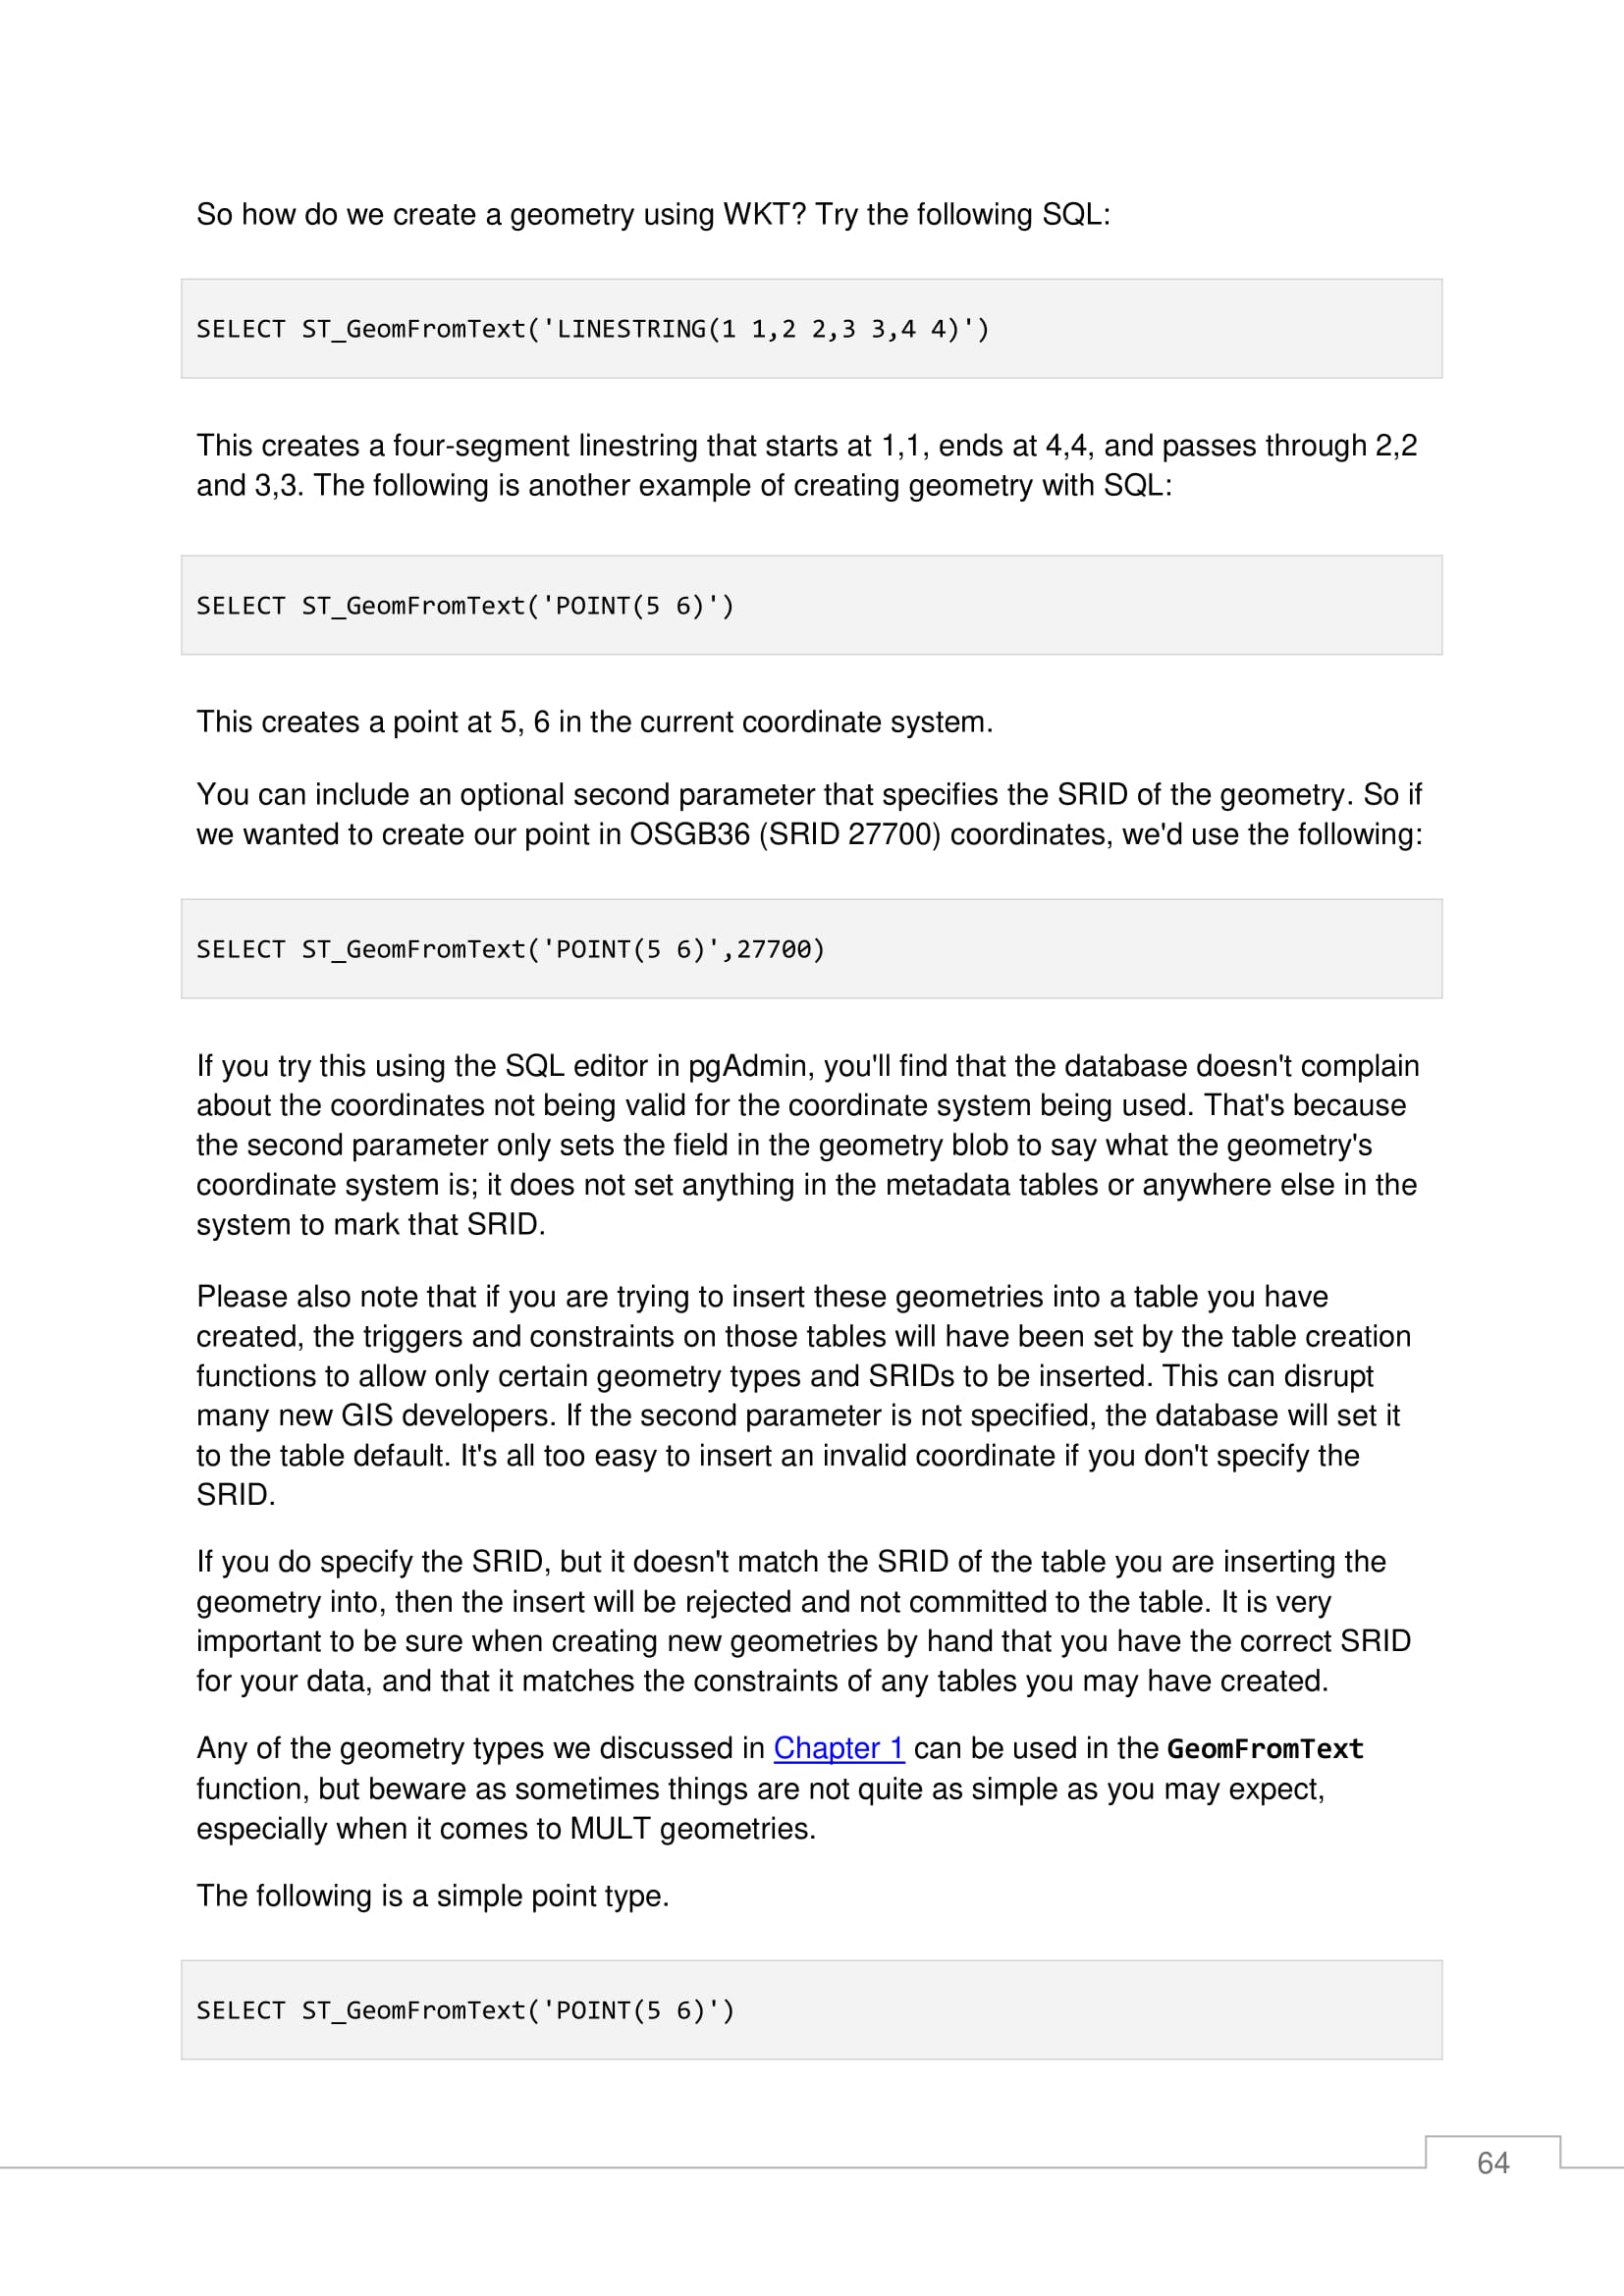 So how do we create a geometry using WKT? Try the following SQL:
SELECT ST_GeomFromText('LINESTRING(1 1,2 2,3 3,4 4)')
This creates a four-segment linestring that starts at 1,1, ends at 4,4, and passes through 2,2
and 3,3. The following is another example of creating geometry with SQL:
SELECT ST_GeomFromText('POINT(5 6)')
This creates a point at 5, 6 in the current coordinate system.
You can include an optional second parameter that specifies the SRID of the geometry. So if
we wanted to create our point in OSGB36 (SRID 27700) coordinates, we'd use the following:
SELECT ST_GeomFromText('POINT(5 6)',27700)
If you try this using the SQL editor in pgAdmin, you'll find that the database doesn't complain
about the coordinates not being valid for the coordinate system being used. That's because
the second parameter only sets the field in the geometry blob to say what the geometry's
coordinate system is; it does not set anything in the metadata tables or anywhere else in the
system to mark that SRID.
Please also note that if you are trying to insert these geometries into a table you have
created, the triggers and constraints on those tables will have been set by the table creation
functions to allow only certain geometry types and SRIDs to be inserted. This can disrupt
many new GIS developers. If the second parameter is not specified, the database will set it
to the table default. It's all too easy to insert an invalid coordinate if you don't specify the
SRID.
If you do specify the SRID, but it doesn't match the SRID of the table you are inserting the
geometry into, then the insert will be rejected and not committed to the table. It is very
important to be sure when creating new geometries by hand that you have the correct SRID
for your data, and that it matches the constraints of any tables you may have created.
Any of the geometry types we discussed in Chapter 1 can be used in the GeomFromText
function, but beware as sometimes things are not quite as simple as you may expect,
especially when it comes to MULT geometries.
The following is a simple point type.
SELECT ST_GeomFromText('POINT(5 6)')
64